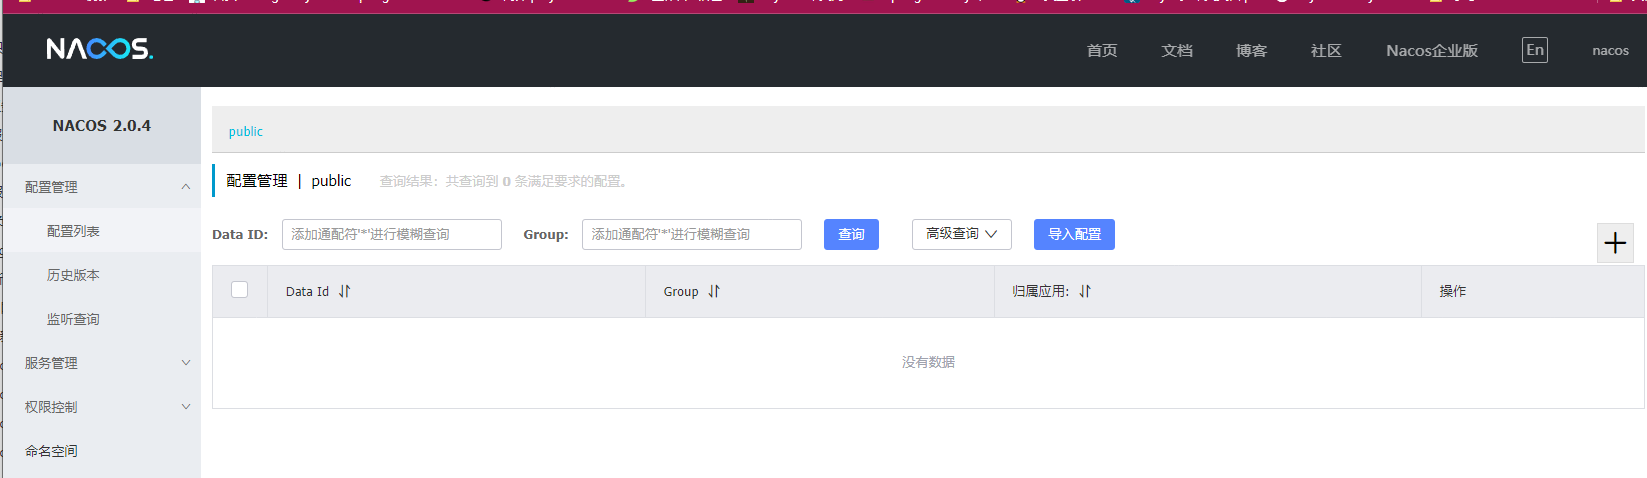 NACOS.
首页 文档 博客 社区 Nacos企业版 En nacos
NACOS 2.0.4
public
配置管理
配置管理 | public 查询结果：共查询到 0 条满足要求的配置。
配置列表
Data ID: 添加通配符'*'进行模糊查询 Group: 添加通配符'*'进行模糊查询 查询 高级查询 导入配置
历史版本
Data Id Group 归属应用: 操作
监听查询
服务管理
没有数据
权限控制
命名空间